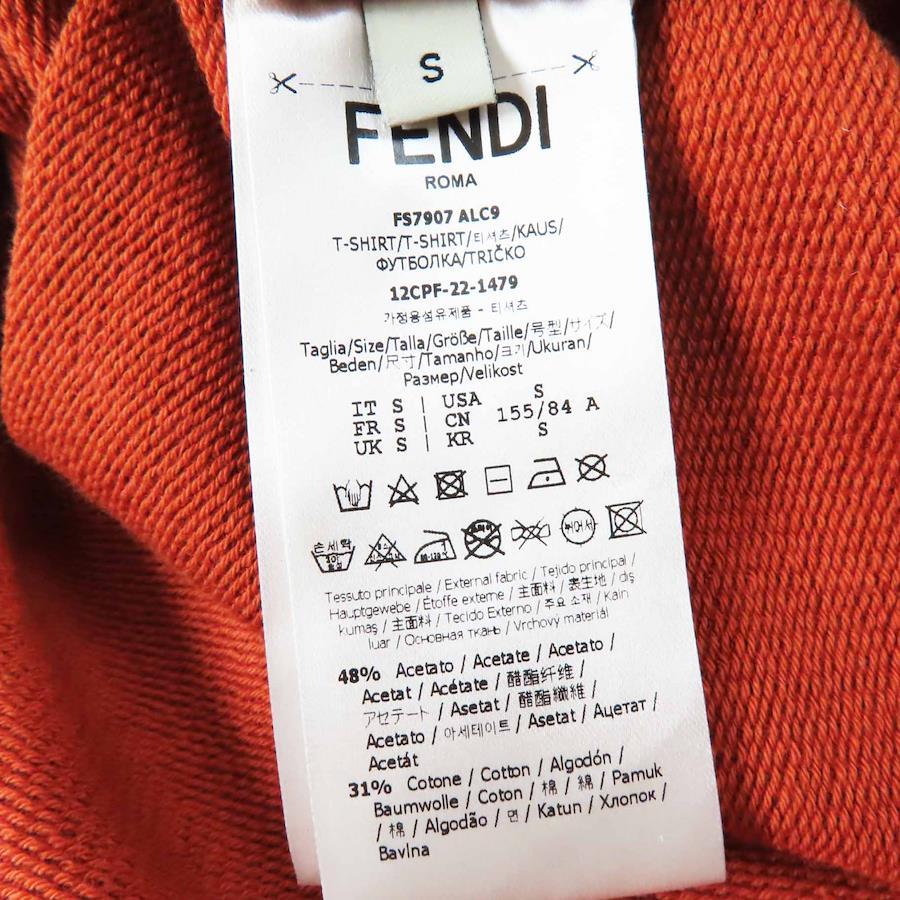 S
FENDI
ROMA
FS7907 ALC9
T-SHIRT/T-SHIRT/티셔츠/KAUS/
ФУТБОЛКА/TRIČKO
12CPF-22-1479
가정용섬유제품 - 티셔츠
Taglia/Size/Talla/Größe/Taille/号型/サイズ/
Beden/尺寸/Tamanho/크기/Ukuran/
Размер/Velikost
IT S | USA S
FR S | CN 155/84 A
UK S | KR S
손세탁
Tessuto principale / External fabric / Tejido principal /
Hauptgewebe / Étoffe externe / 主面料 / 表生地 / dış
kumaş / 主面料 / Tecido Externo / 주요 소재 / Kain
luar / Основная ткань / Vrchový materiál
48% Acetato / Acetate / Acetato /
Acetat / Acétate / 醋酯纤维 /
アセテート / Asetat / 醋酯纖維 /
Acetato / 아세테이트 / Asetat / Ацетат /
Acetát
31% Cotone / Cotton / Algodón /
Baumwolle / Coton / 棉 / 綿 / Pamuk
/ 棉 / Algodão / 면 / Katun / Хлопок /
Bavlna